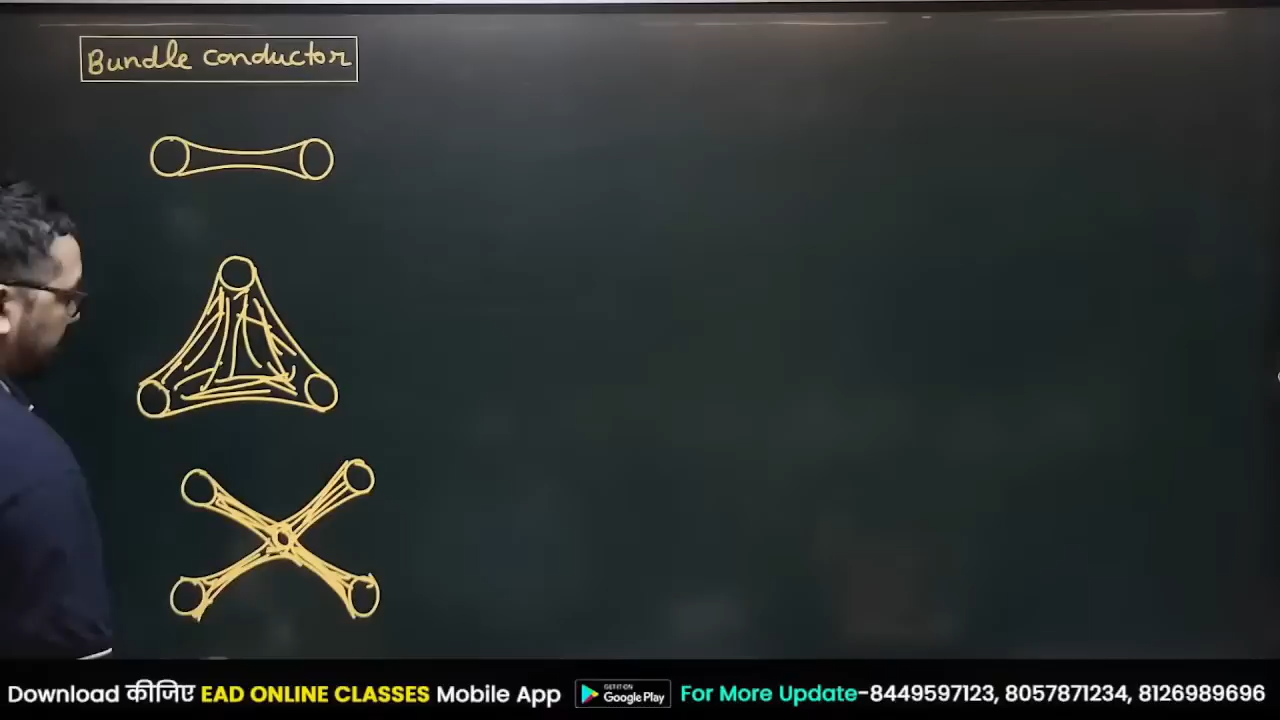 Bundle conductor
Download कीजिए EAD ONLINE CLASSES Mobile App GET IT ON Google Play For More Update-8449597123, 8057871234, 8126989696